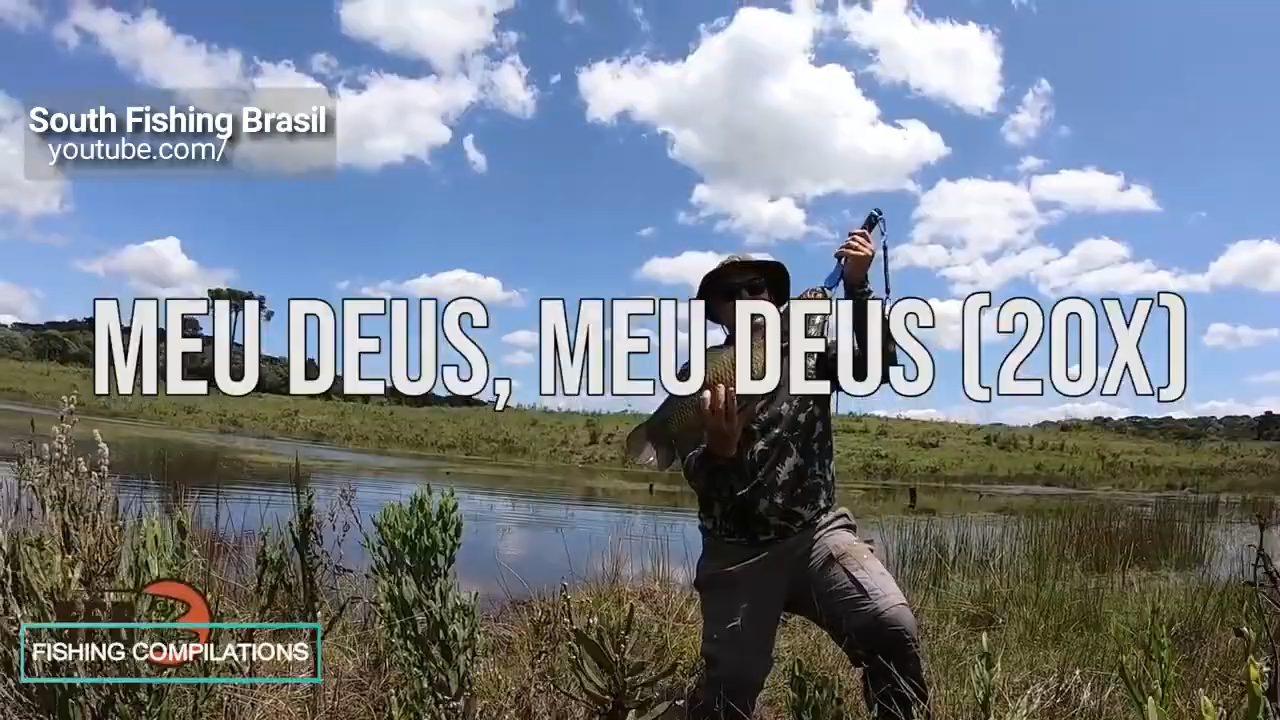 South Fishing Brasil
youtube.com/
MEU DEUS, MEU DEUS (20X)
FISHING COMPILATIONS